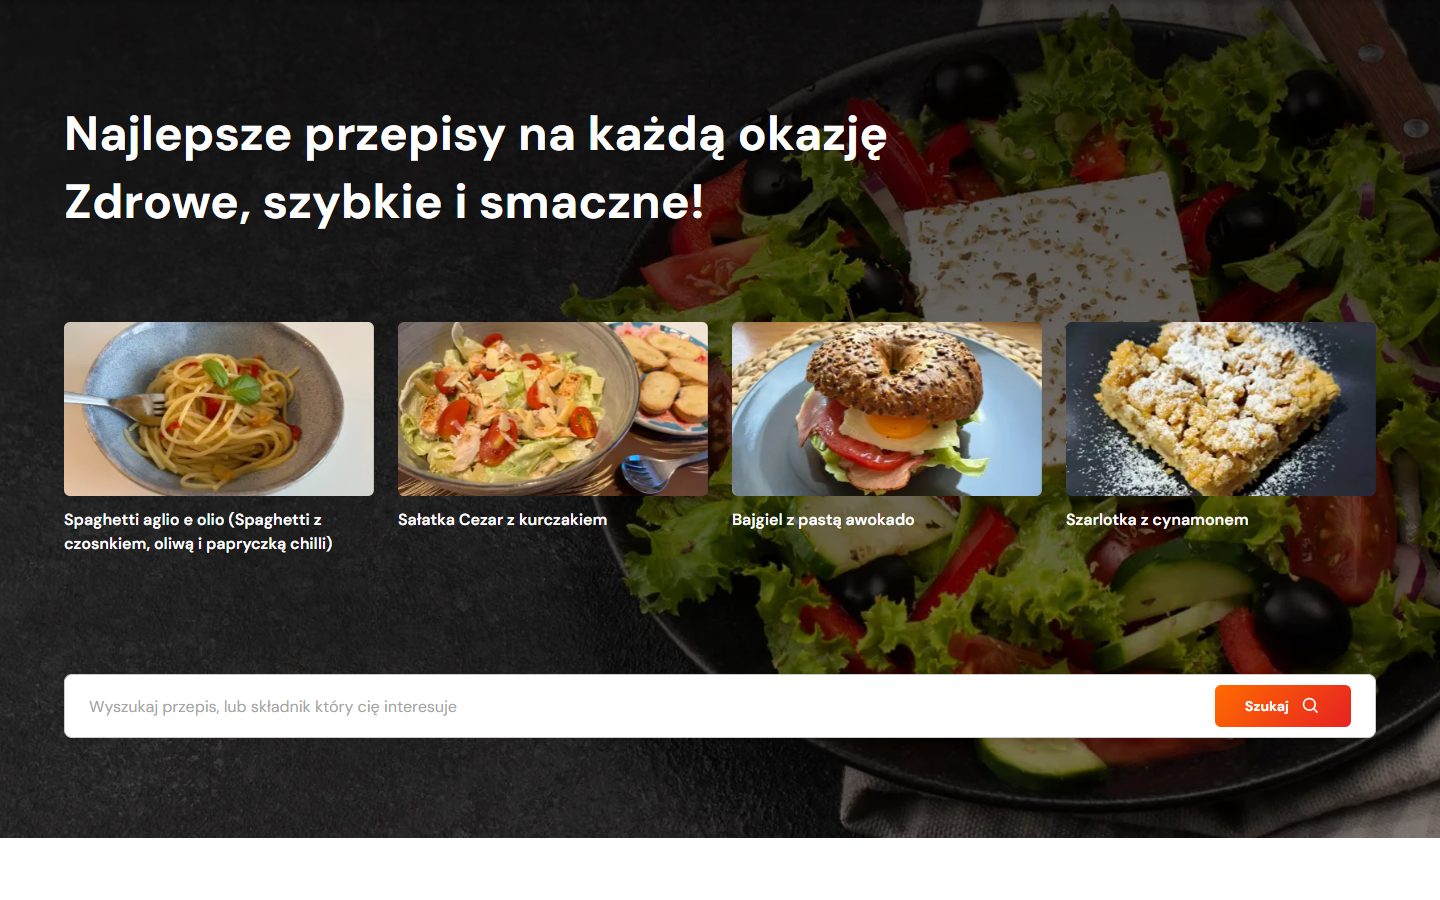 Najlepsze przepisy na każdą okazję
Zdrowe, szybkie i smaczne!
Spaghetti aglio e olio (Spaghetti z
czosnkiem, oliwą i papryczką chilli)
Sałatka Cezar z kurczakiem
Bajgiel z pastą awokado
Szarlotka z cynamonem
Wyszukaj przepis, lub składnik który cię interesuje
Szukaj